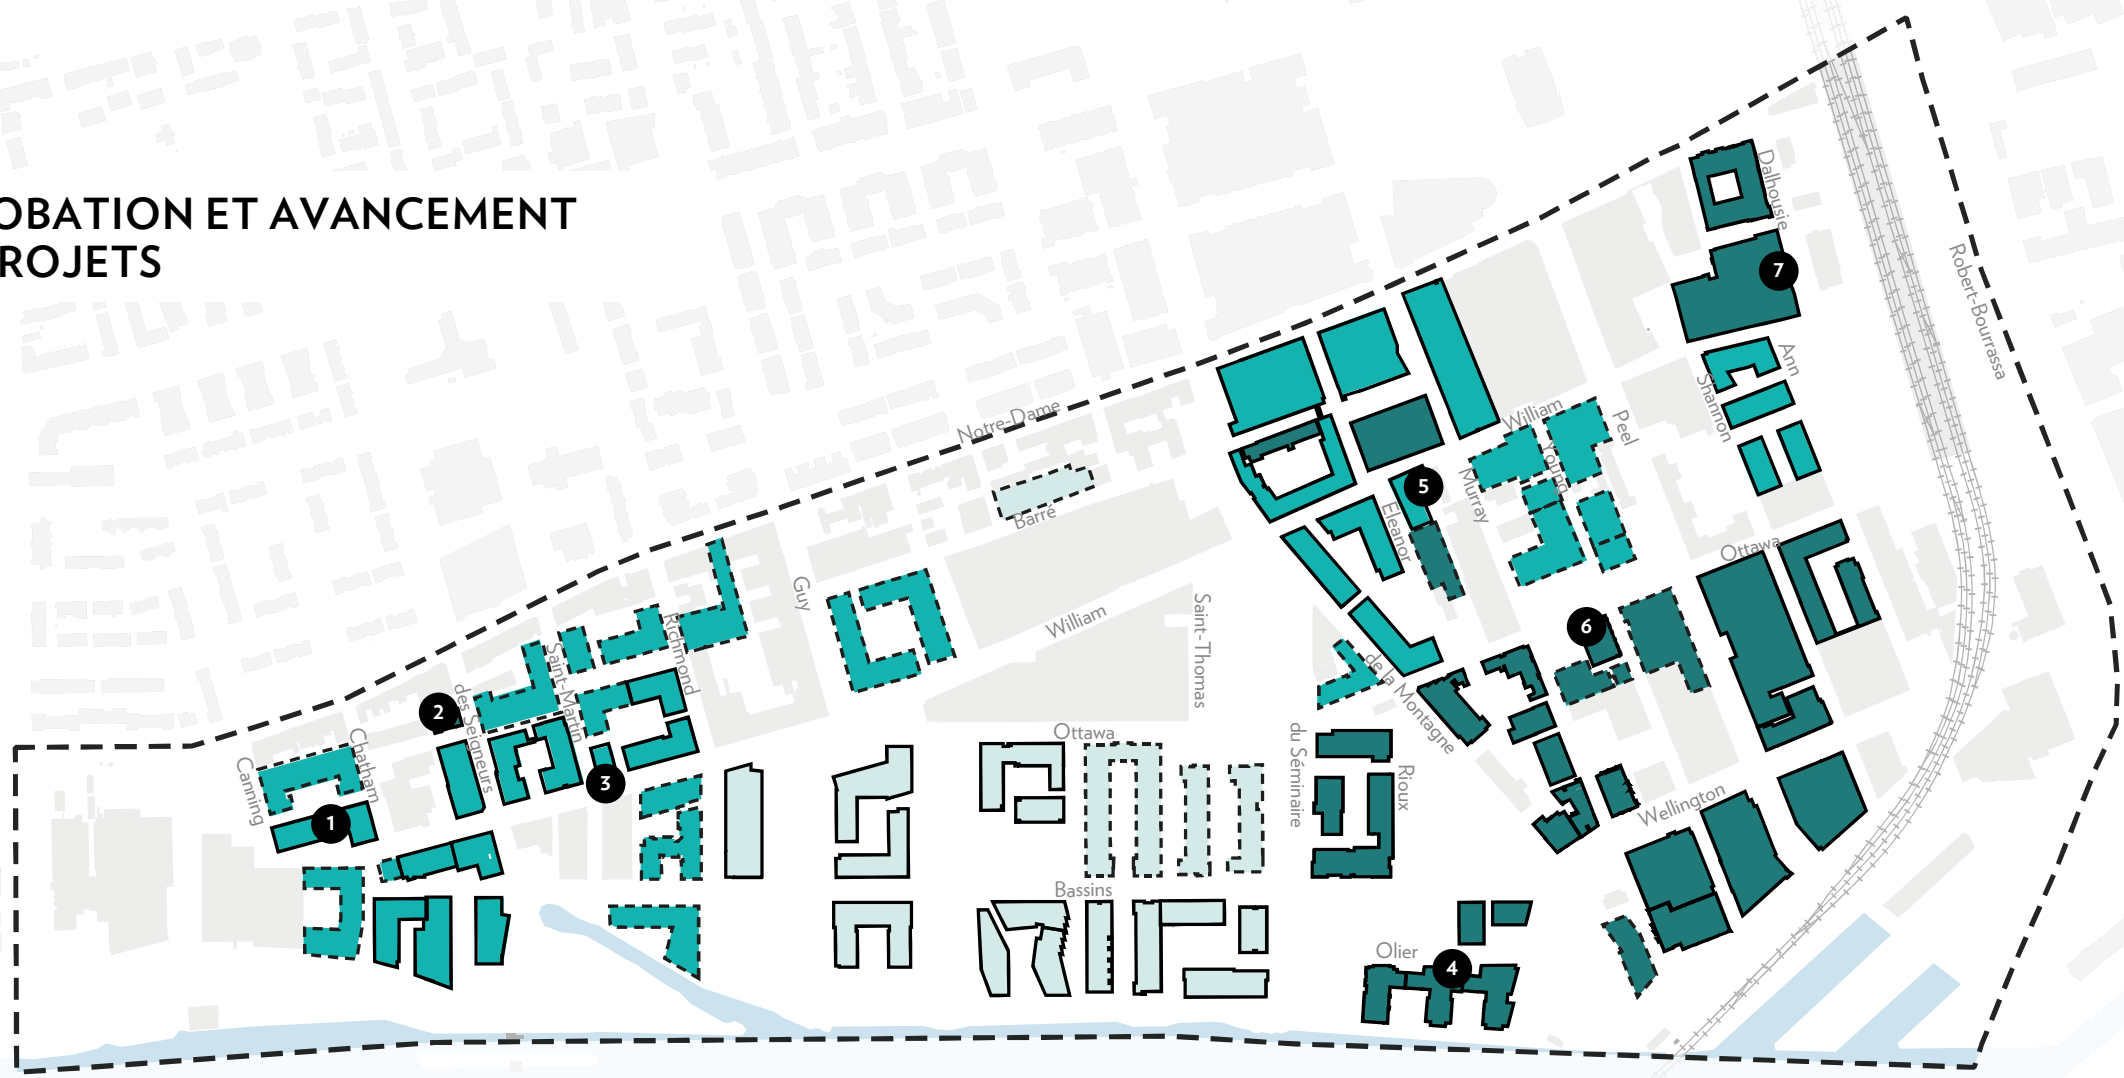 OBATION ET AVANCEMENT
ROJETS
Dalhousie
7
Robert-Bourrassa
Ann
Shannon
Notre-Dame
William
Peel
Young
Murray
5
Eleanor
Barré
Ottawa
Guy
William
Saint-Thomas
6
Richmond
Saint-Martin
de la Montagne
des Seigneurs
2
Ottawa
du Séminaire
Rioux
Chatham
Canning
3
1
Wellington
Bassins
Olier
4